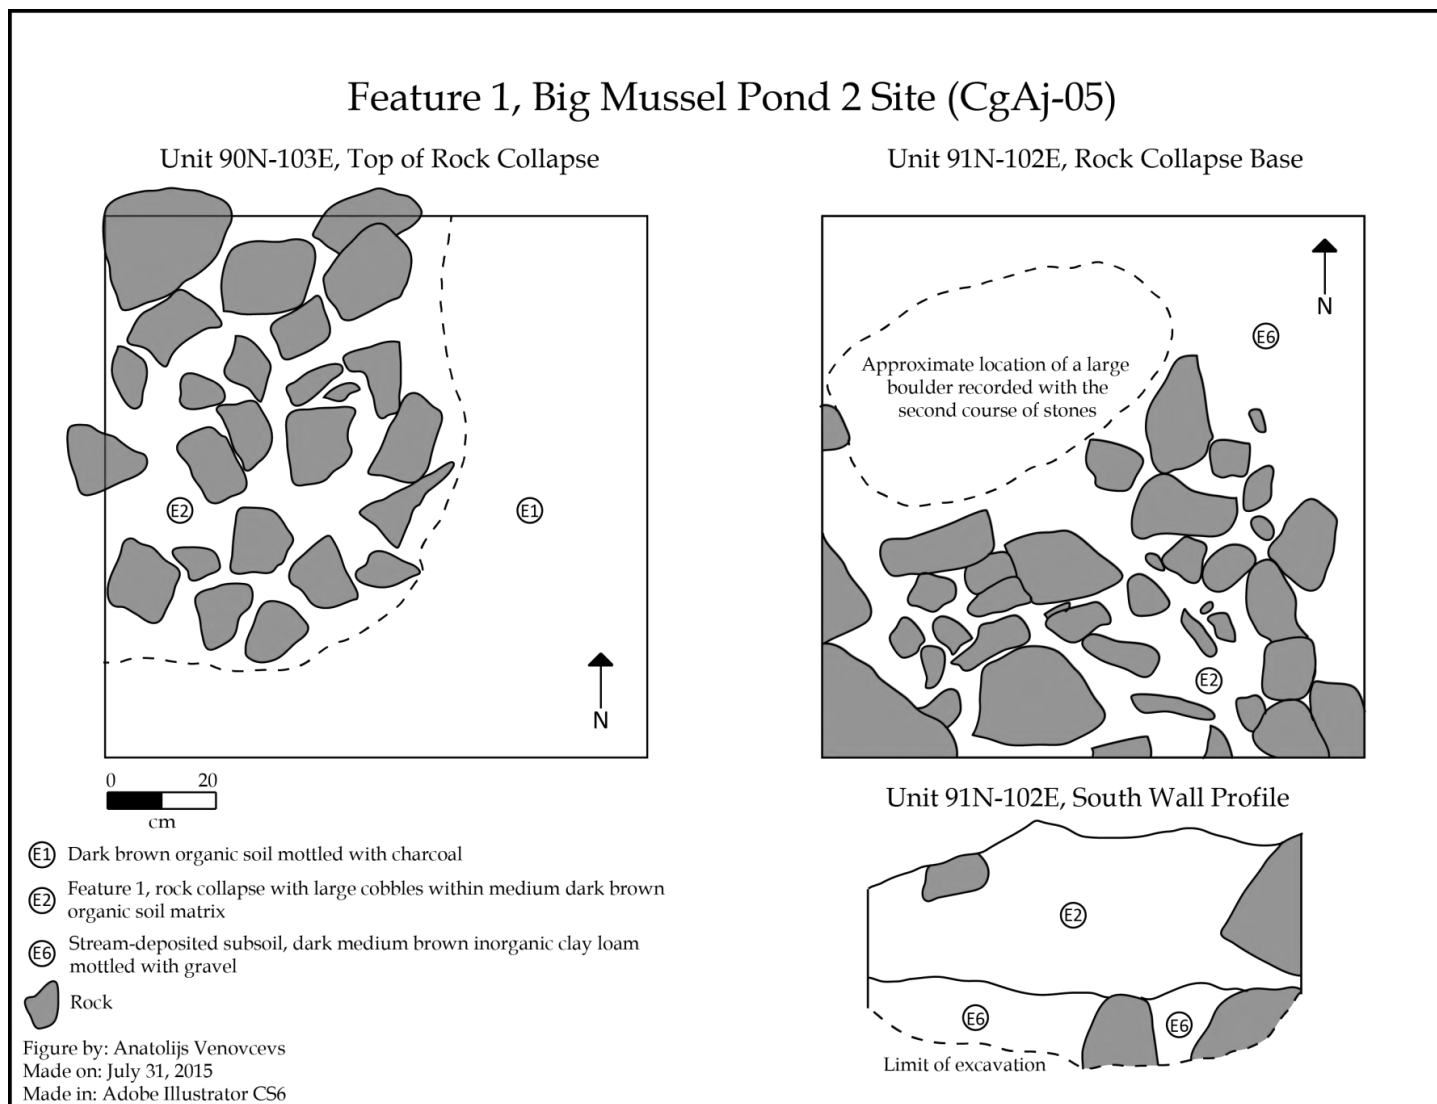 Feature 1, Big Mussel Pond 2 Site (CgAj-05)
Unit 90N-103E, Top of Rock Collapse
E2
E1
N
0 20
cm
Unit 91N-102E, Rock Collapse Base
N
E6
Approximate location of a large
boulder recorded with the
second course of stones
E2
Unit 91N-102E, South Wall Profile
E2
E6
E6
Limit of excavation
E1 Dark brown organic soil mottled with charcoal
E2 Feature 1, rock collapse with large cobbles within medium dark brown
organic soil matrix
E6 Stream-deposited subsoil, dark medium brown inorganic clay loam
mottled with gravel
Rock
Figure by: Anatolijs Venovcevs
Made on: July 31, 2015
Made in: Adobe Illustrator CS6